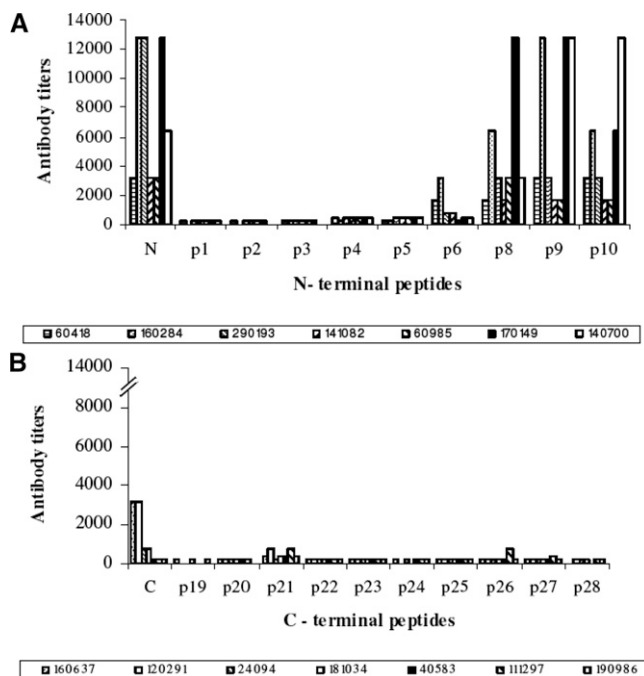 A
14000
12000
10000
8000
6000
4000
2000
0
Antibody titers
N p1 p2 p3 p4 p5 p6 p8 p9 p10
N- terminal peptides
60418 160284 290193 141082 60985 170149 140700
B
14000
8000
6000
4000
2000
0
Antibody titers
C p19 p20 p21 p22 p23 p24 p25 p26 p27 p28
C - terminal peptides
160637 120291 24094 181034 40583 111297 190986